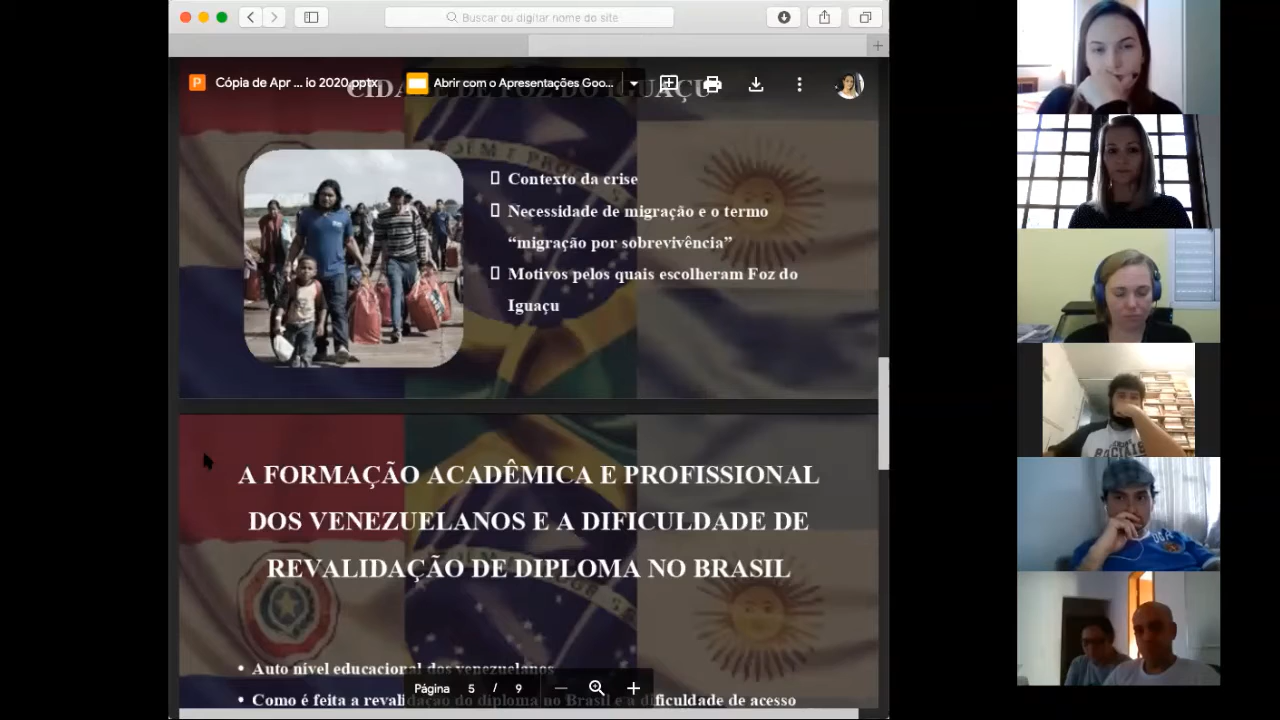 Buscar ou digitar nome do site
Cópia de Apr ... io 2020.pptx
Abrir com o Apresentações Goo...
Contexto da crise
Necessidade de migração e o termo
“migração por sobrevivência”
Motivos pelos quais escolheram Foz do
Iguaçu
A FORMAÇÃO ACADÊMICA E PROFISSIONAL
DOS VENEZUELANOS E A DIFICULDADE DE
REVALIDAÇÃO DE DIPLOMA NO BRASIL
• Auto nível educacional dos venezuelanos
• Como é feita a revalidação do diploma no Brasil e a dificuldade de acesso
Página 5 / 9